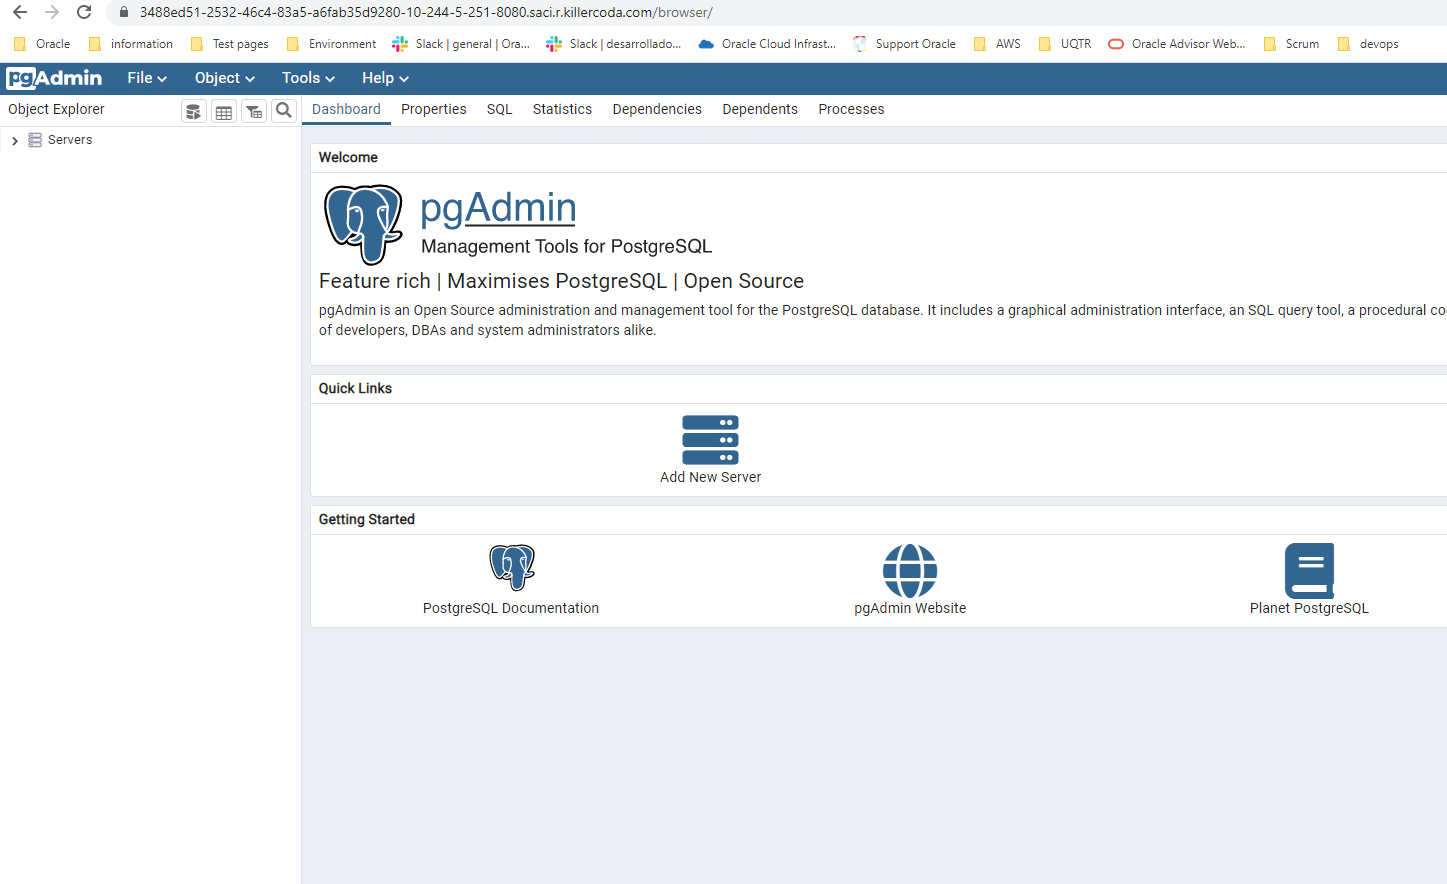 3488ed51-2532-46c4-83a5-a6fab35d9280-10-244-5-251-8080.saci.r.killercoda.com/browser/
Oracle information Test pages Environment Slack | general | Ora... Slack | desarrollado... Oracle Cloud Infrast... Support Oracle AWS UQTR Oracle Advisor Web... Scrum devops
pgAdmin File Object Tools Help
Object Explorer Dashboard Properties SQL Statistics Dependencies Dependents Processes
Servers
Welcome
pgAdmin
Management Tools for PostgreSQL
Feature rich | Maximises PostgreSQL | Open Source
pgAdmin is an Open Source administration and management tool for the PostgreSQL database. It includes a graphical administration interface, an SQL query tool, a procedural co
of developers, DBAs and system administrators alike.
Quick Links
Add New Server
Getting Started
PostgreSQL Documentation pgAdmin Website Planet PostgreSQL